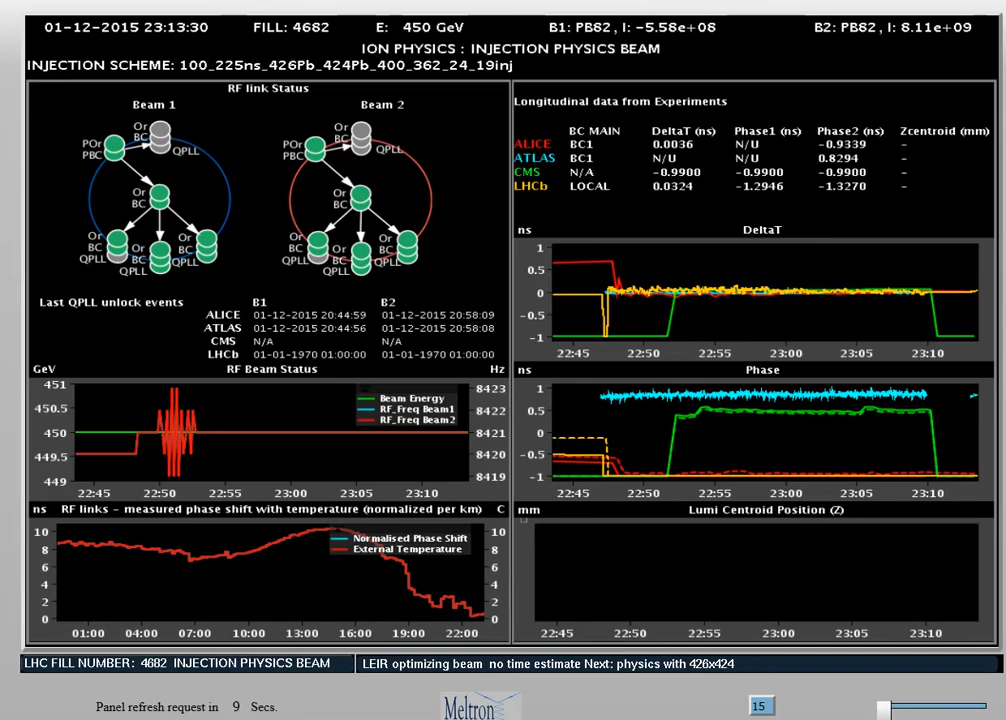 01-12-2015 23:13:30 FILL: 4682 E: 450 GeV B1: PB82, I: -5.58e+08 B2: PB82, I: 8.11e+09
ION PHYSICS : INJECTION PHYSICS BEAM
INJECTION SCHEME: 100_225ns_426Pb_424Pb_400_362_24_19inj
RF link Status
Beam 1 Beam 2
Or
BC
POr
PBC
QPLL
Or
BC
Or
BC
QPLL
QPLL
Or
BC
QPLL
Or
BC
POr
PBC
QPLL
Or
BC
Or
BC
QPLL
QPLL
Or
BC
QPLL
Last QPLL unlock events B1 B2
ALICE 01-12-2015 20:44:59 01-12-2015 20:58:09
ATLAS 01-12-2015 20:44:56 01-12-2015 20:58:08
CMS N/A N/A
LHCb 01-01-1970 01:00:00 01-01-1970 01:00:00
GeV RF Beam Status Hz
451 8423
450.5 8422
450 8421
449.5 8420
449 8419
Beam Energy
RF_Freq Beam1
RF_Freq Beam2
22:45 22:50 22:55 23:00 23:05 23:10
ns RF links - measured phase shift with temperature (normalized per km) C
10 10
8 8
6 6
4 4
2 2
0 0
Normalised Phase Shift
External Temperature
01:00 04:00 07:00 10:00 13:00 16:00 19:00 22:00
Longitudinal data from Experiments
BC MAIN DeltaT (ns) Phase1 (ns) Phase2 (ns) Zcentroid (mm)
ALICE BC1 0.0036 N/U -0.9339 –
ATLAS BC1 N/U N/U 0.8294 –
CMS N/A -0.9900 -0.9900 -0.9900 –
LHCb LOCAL 0.0324 -1.2946 -1.3270 –
ns DeltaT
1
0.5
0
-0.5
-1
22:45 22:50 22:55 23:00 23:05 23:10
ns Phase
1
0.5
0
-0.5
-1
22:45 22:50 22:55 23:00 23:05 23:10
mm Lumi Centroid Position (Z)
22:45 22:50 22:55 23:00 23:05 23:10
LHC FILL NUMBER: 4682 INJECTION PHYSICS BEAM LEIR optimizing beam no time estimate Next: physics with 426x424
Panel refresh request in 9 Secs.
Meltron
15